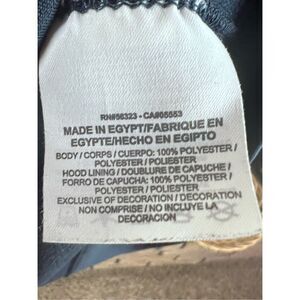 RN#56323 - CA#05553
MADE IN EGYPT/FABRIQUE EN
EGYPTE/HECHO EN EGIPTO
BODY / CORPS / CUERPO: 100% POLYESTER /
POLYESTER / POLIESTER
HOOD LINING / DOUBLURE DE CAPUCHE /
FORRO DE CAPUCHA: 100% POLYESTER /
POLYESTER / POLIESTER
EXCLUSIVE OF DECORATION / DECORATION
NON COMPRISE / NO INCLUYE LA
DECORACION